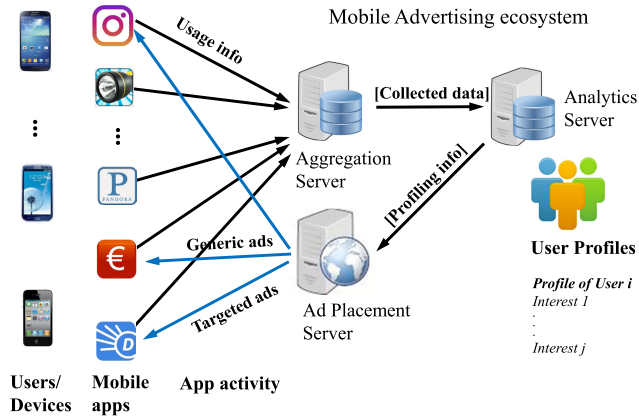 Mobile Advertising ecosystem
Usage info
[Collected data]
Analytics
Server
Aggregation
Server
P
PANDORA
[Profiling info]
User Profiles
€
Generic ads
Targeted ads
D
Ad Placement
Server
Profile of User i
Interest 1
.
.
.
Interest j
Users/
Devices
Mobile
apps
App activity